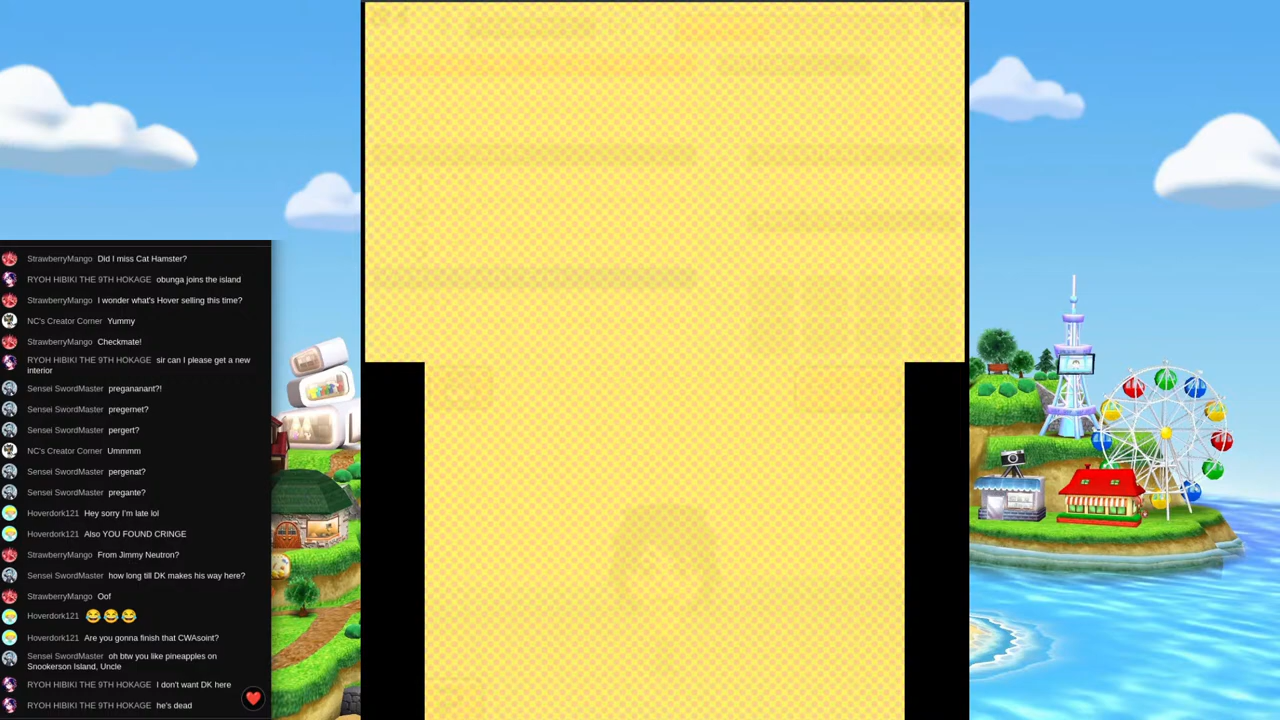 StrawberryMango Did I miss Cat Hamster?
RYOH HIBIKI THE 9TH HOKAGE obunga joins the island
StrawberryMango I wonder what's Hover selling this time?
NC's Creator Corner Yummy
StrawberryMango Checkmate!
RYOH HIBIKI THE 9TH HOKAGE sir can I please get a new
interior
Sensei SwordMaster pregananant?!
Sensei SwordMaster pregernet?
Sensei SwordMaster pergert?
NC's Creator Corner Ummmm
Sensei SwordMaster pergenat?
Sensei SwordMaster pregante?
Hoverdork121 Hey sorry I'm late lol
Hoverdork121 Also YOU FOUND CRINGE
StrawberryMango From Jimmy Neutron?
Sensei SwordMaster how long till DK makes his way here?
StrawberryMango Oof
Hoverdork121 😂😂😂
Hoverdork121 Are you gonna finish that CWAsoint?
Sensei SwordMaster oh btw you like pineapples on
Snookerson Island, Uncle
RYOH HIBIKI THE 9TH HOKAGE I don't want DK here
RYOH HIBIKI THE 9TH HOKAGE he's dead